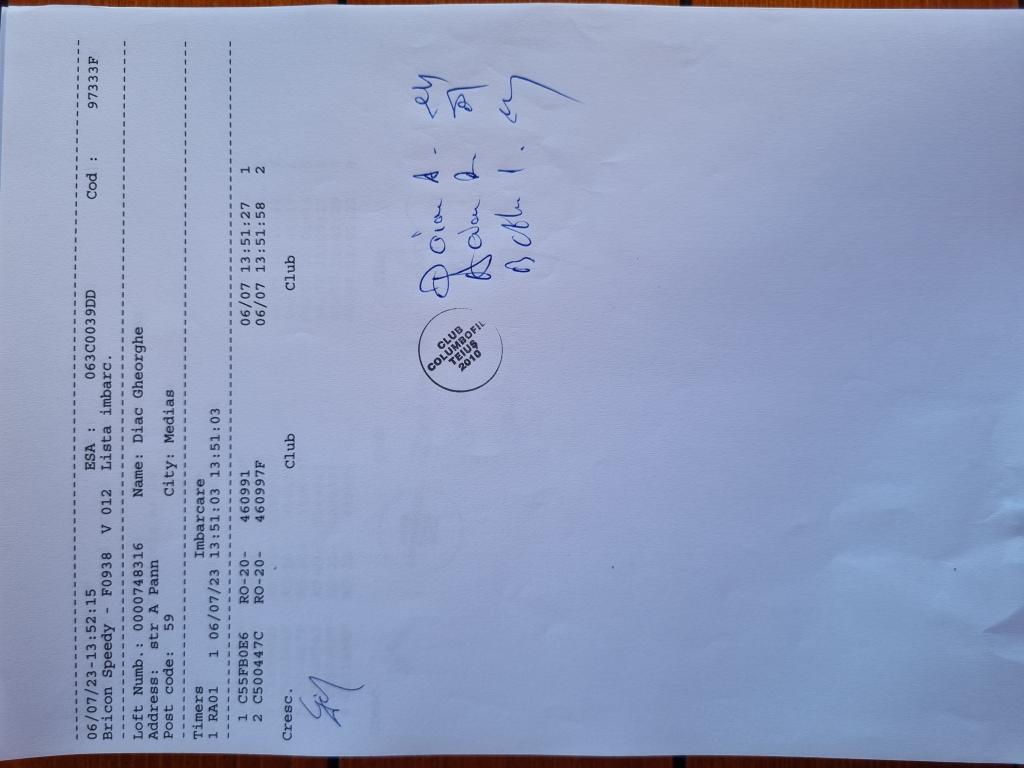 06/07/23-13:52:15 ESA : 063C0039DD Cod : 97333F
Bricon Speedy - F0938 V 012 Lista imbarc.
Loft Numb.: 0000748316 Name: Diac Gheorghe
Address: str A Pann
Post code: 59 City: Medias
Timers Imbarcare
1 RA01 1 06/07/23 13:51:03 13:51:03
1 C55FB0E6 RO-20- 460991 06/07 13:51:27 1
2 C500447C RO-20- 460997F 06/07 13:51:58 2
Cresc. Club Club
CLUB
COLUMBOFIL
TEIUȘ
2010